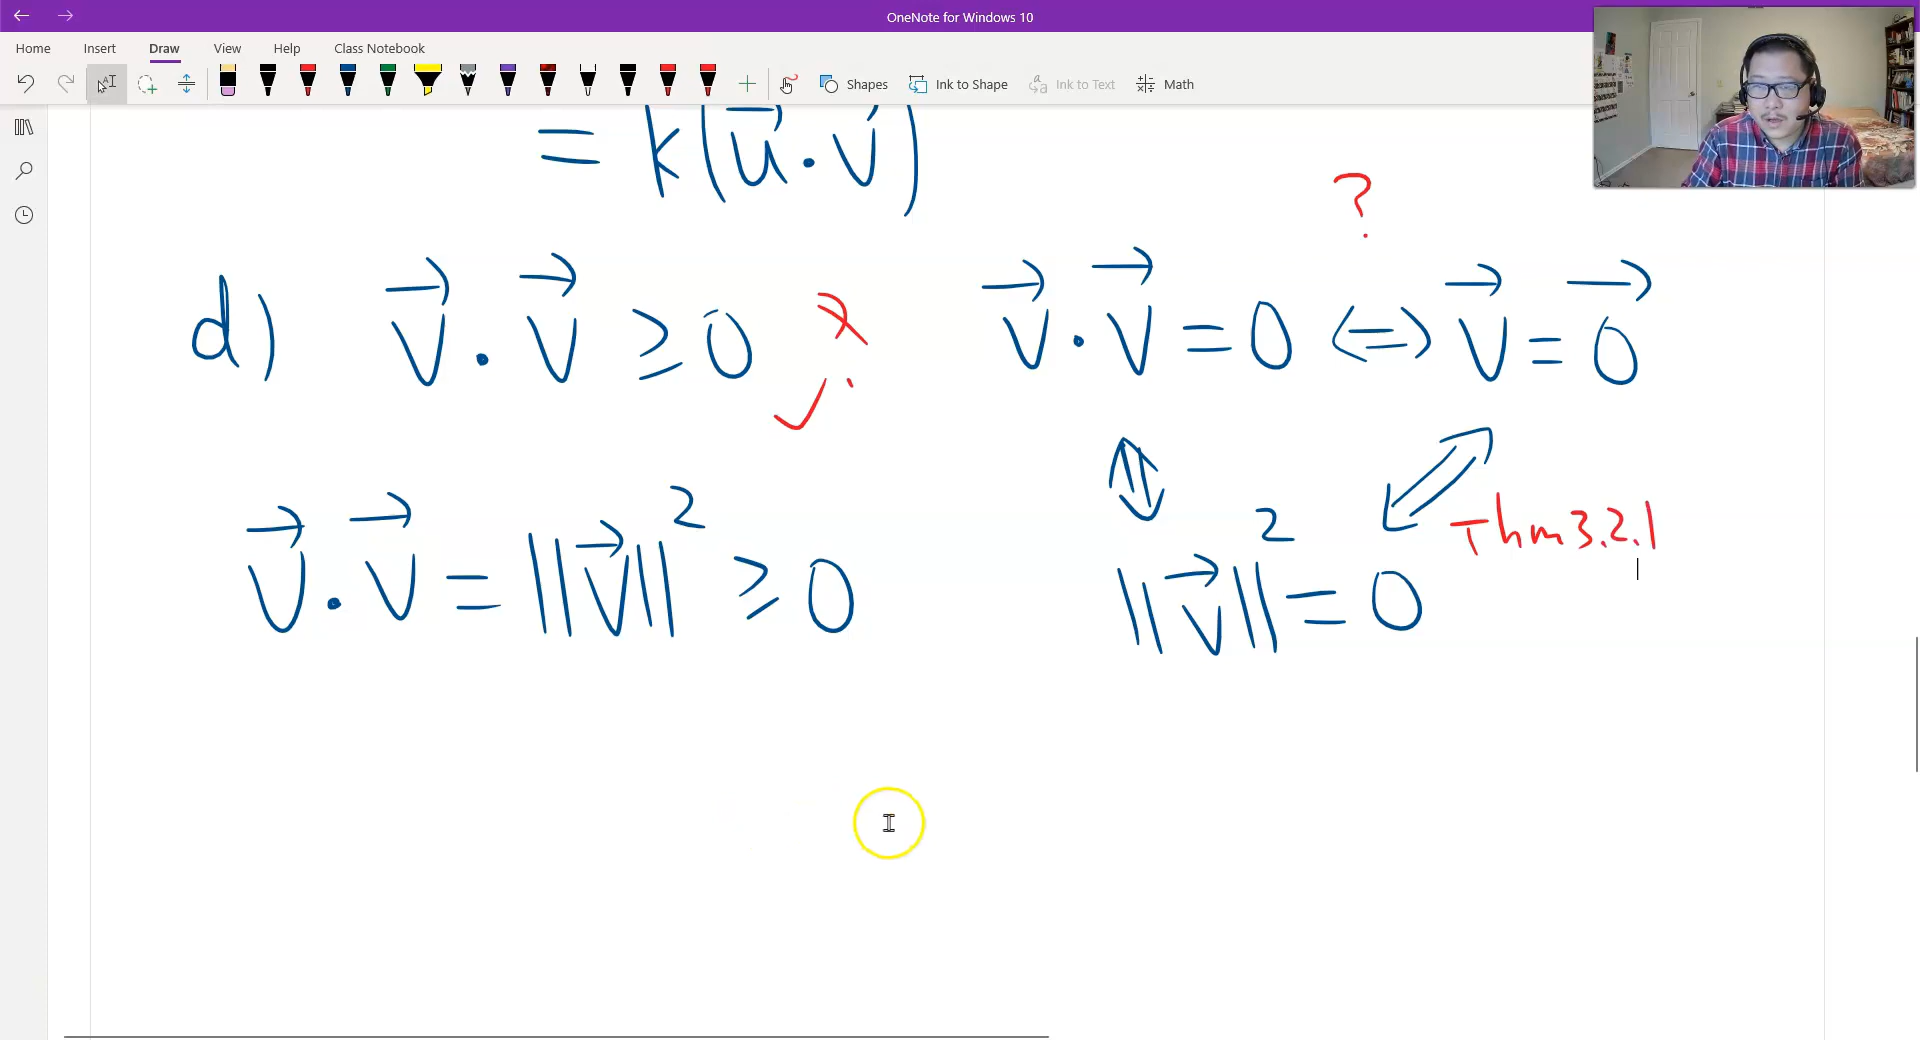 OneNote for Windows 10
Home Insert Draw View Help Class Notebook
Shapes Ink to Shape Ink to Text Math
= k(u⃗ · v⃗)
?
d) v⃗ · v⃗ ≥ 0 ✓ v⃗ · v⃗ = 0 <=> v⃗ = 0⃗
v⃗ · v⃗ = ||v⃗||² ≥ 0
Thm 3.2.1
||v⃗||² = 0